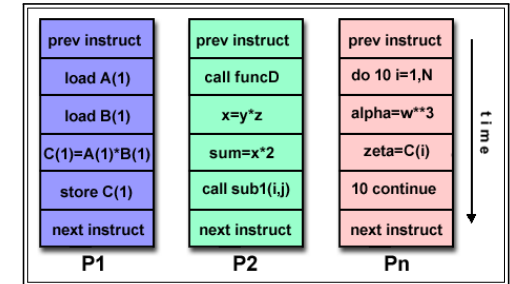 prev instruct
load A(1)
load B(1)
C(1)=A(1)*B(1)
store C(1)
next instruct
P1
prev instruct
call funcD
x=y*z
sum=x*2
call sub1(i,j)
next instruct
P2
prev instruct
do 10 i=1,N
alpha=w**3
zeta=C(i)
10 continue
next instruct
Pn
time